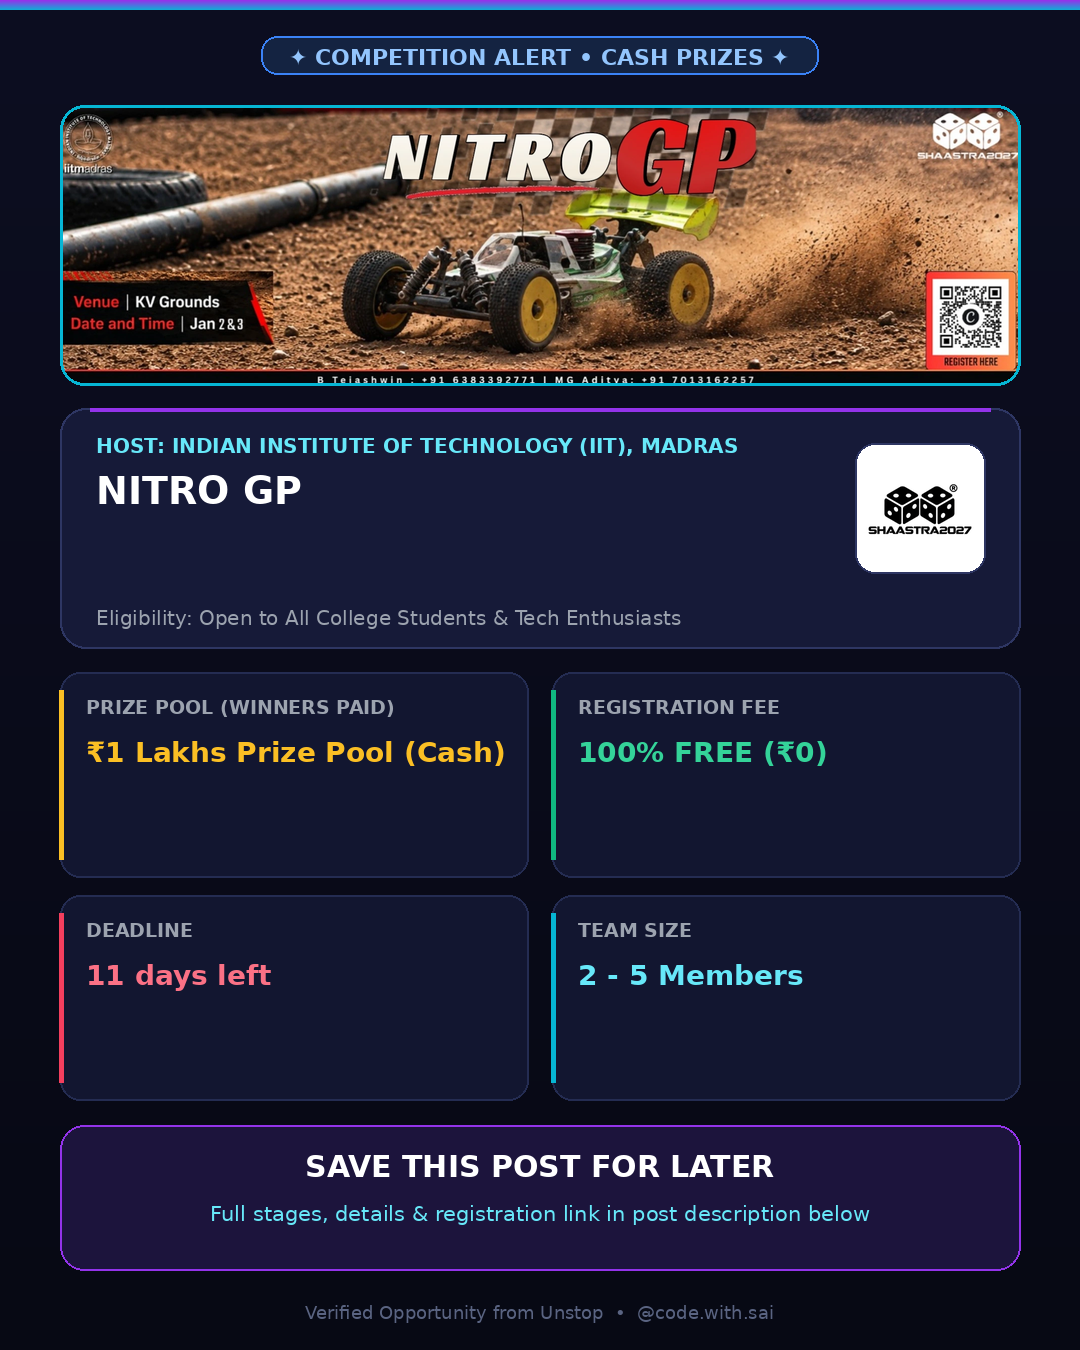 ✦ COMPETITION ALERT • CASH PRIZES ✦
iitmadras
NITRO GP
SHAASTRA2027
Venue | KV Grounds
Date and Time | Jan 2&3
REGISTER HERE
B Tejashwin : +91 6383392771 | MG Aditya: +91 7013162257
HOST: INDIAN INSTITUTE OF TECHNOLOGY (IIT), MADRAS
NITRO GP
SHAASTRA2027
Eligibility: Open to All College Students & Tech Enthusiasts
PRIZE POOL (WINNERS PAID)
₹1 Lakhs Prize Pool (Cash)
REGISTRATION FEE
100% FREE (₹0)
DEADLINE
11 days left
TEAM SIZE
2 - 5 Members
SAVE THIS POST FOR LATER
Full stages, details & registration link in post description below
Verified Opportunity from Unstop • @code.with.sai